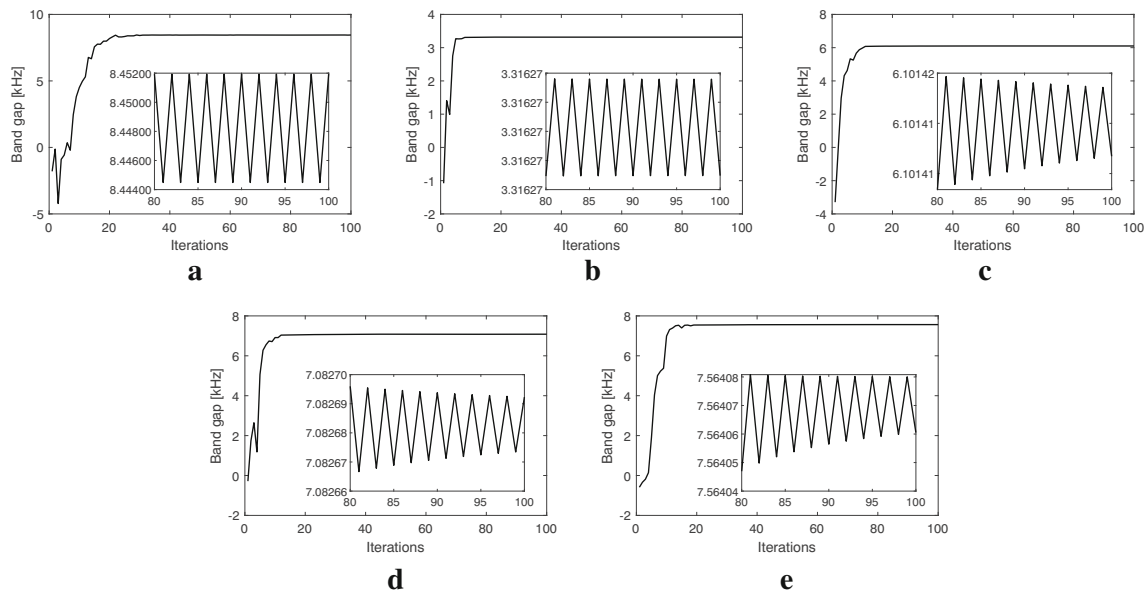 10
5
0
-5
Band gap [kHz]
8.45200
8.45000
8.44800
8.44600
8.44400
80 85 90 95 100
0 20 40 60 80 100
Iterations
a
4
3
2
1
0
-1
-2
Band gap [kHz]
3.31627
3.31627
3.31627
3.31627
3.31627
80 85 90 95 100
0 20 40 60 80 100
Iterations
b
8
6
4
2
0
-2
-4
Band gap [kHz]
6.10142
6.10141
6.10141
80 85 90 95 100
0 20 40 60 80 100
Iterations
c
8
6
4
2
0
-2
Band gap [kHz]
7.08270
7.08269
7.08268
7.08267
7.08266
80 85 90 95 100
0 20 40 60 80 100
Iterations
d
8
6
4
2
0
-2
Band gap [kHz]
7.56408
7.56407
7.56406
7.56405
7.56404
80 85 90 95 100
0 20 40 60 80 100
Iterations
e